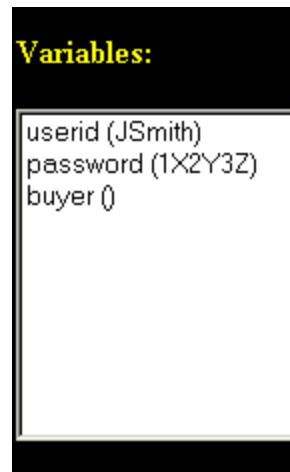 Variables:
userid (JSmith)
password (1X2Y3Z)
buyer ()